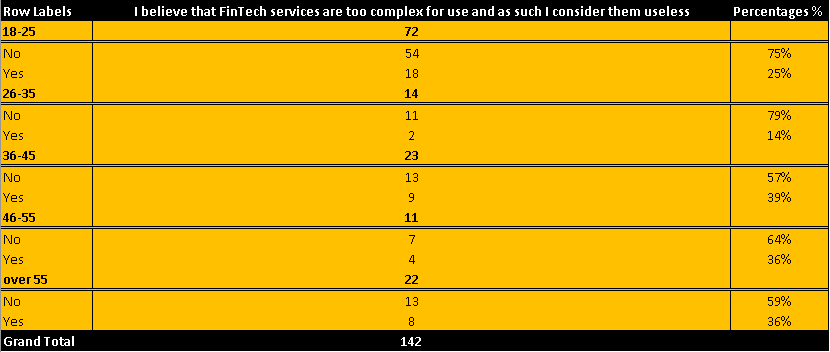 Row Labels I believe that FinTech services are too complex for use and as such I consider them useless Percentages %
18-25 72
No 54 75%
Yes 18 25%
26-35 14
No 11 79%
Yes 2 14%
36-45 23
No 13 57%
Yes 9 39%
46-55 11
No 7 64%
Yes 4 36%
over 55 22
No 13 59%
Yes 8 36%
Grand Total 142